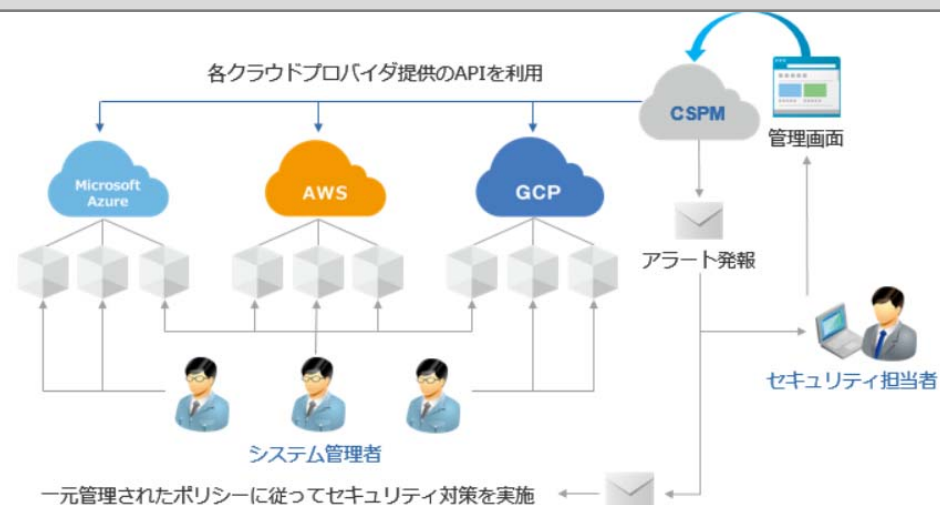 各クラウドプロバイダ提供のAPIを利用
CSPM
管理画面
Microsoft
Azure
AWS
GCP
アラート発報
セキュリティ担当者
システム管理者
一元管理されたポリシーに従ってセキュリティ対策を実施